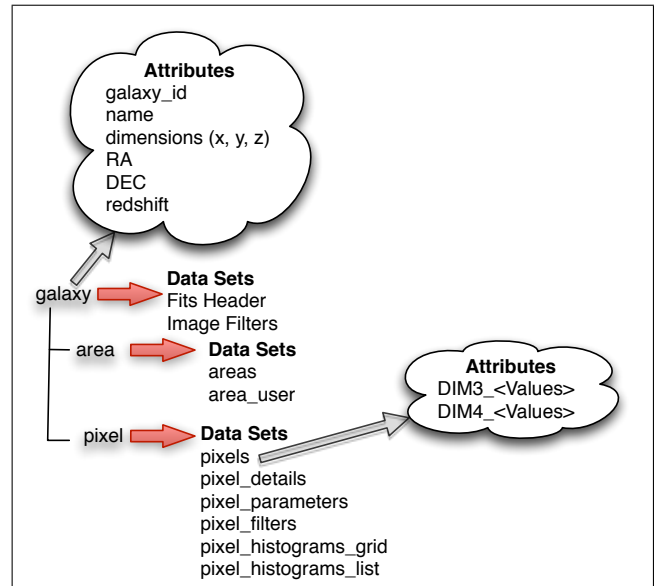 Attributes
galaxy_id
name
dimensions (x, y, z)
RA
DEC
redshift
galaxy
Data Sets
Fits Header
Image Filters
area
Data Sets
areas
area_user
Attributes
DIM3_<Values>
DIM4_<Values>
pixel
Data Sets
pixels
pixel_details
pixel_parameters
pixel_filters
pixel_histograms_grid
pixel_histograms_list